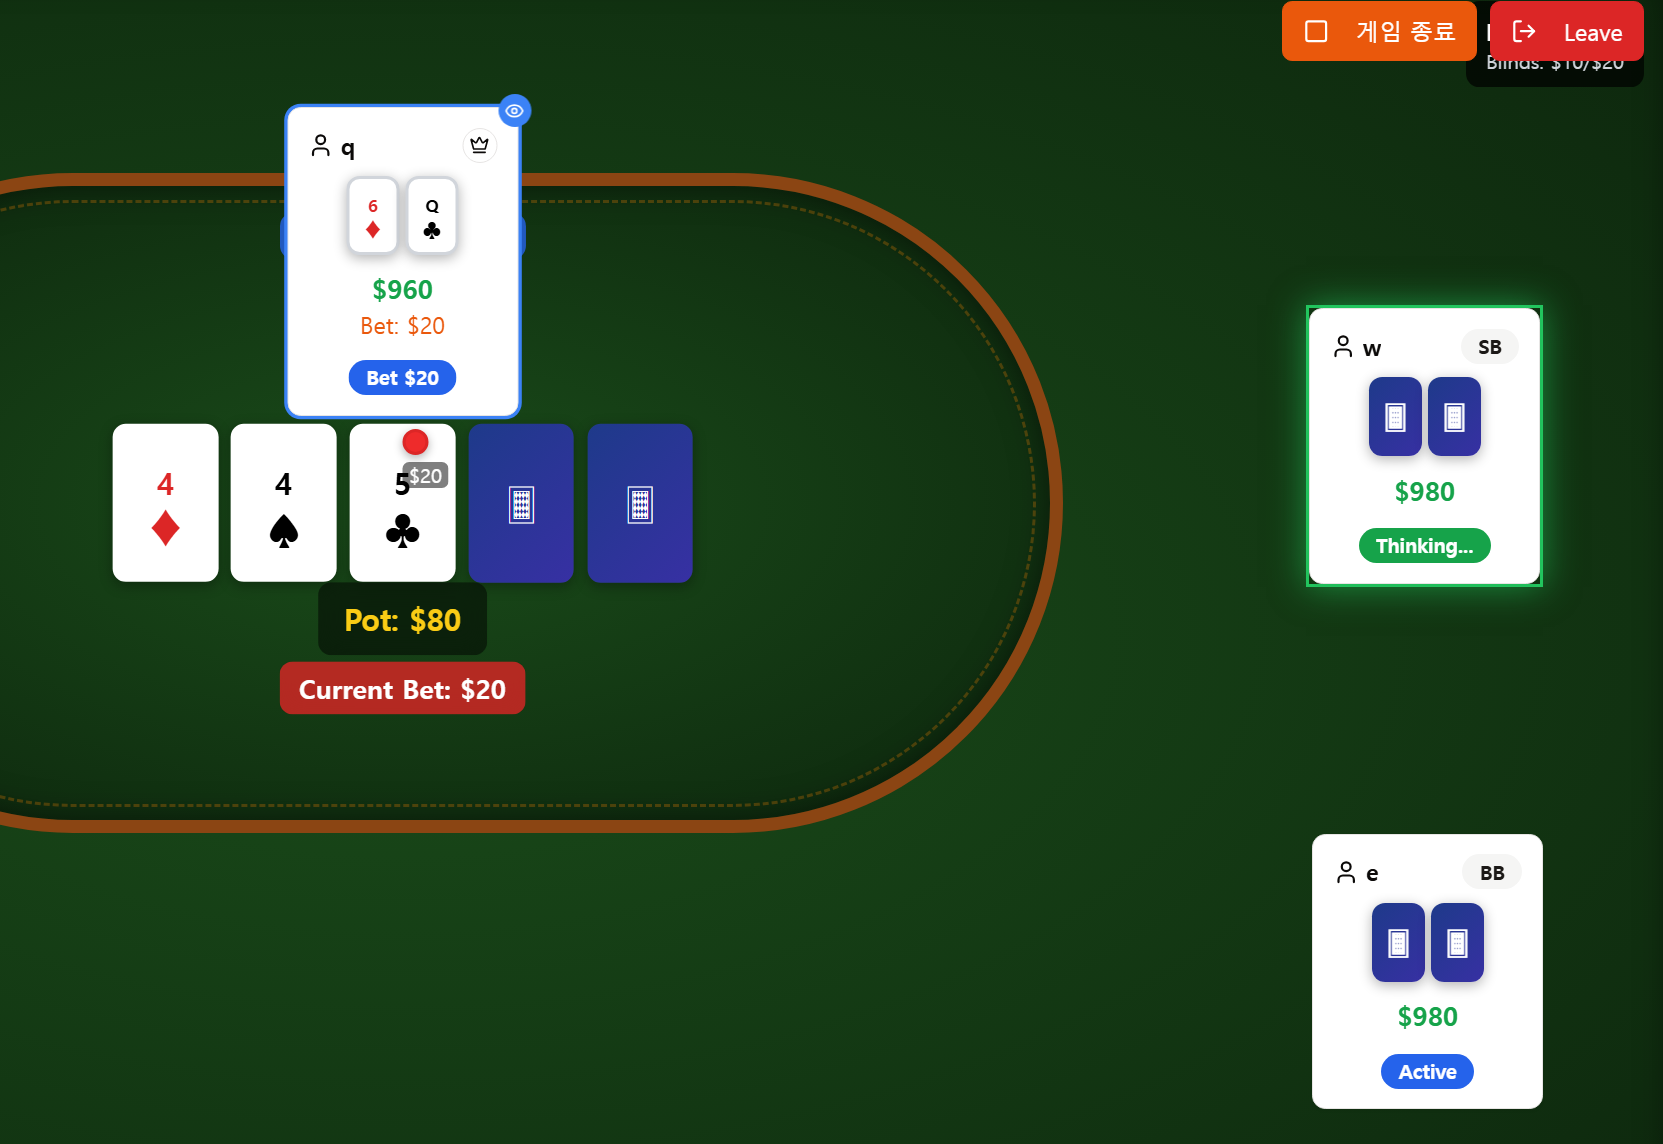 게임 종료
Leave
Blinds: $10/$20
q
6
Q
$960
Bet: $20
Bet $20
4
4
5
$20
Pot: $80
Current Bet: $20
w
SB
$980
Thinking...
e
BB
$980
Active